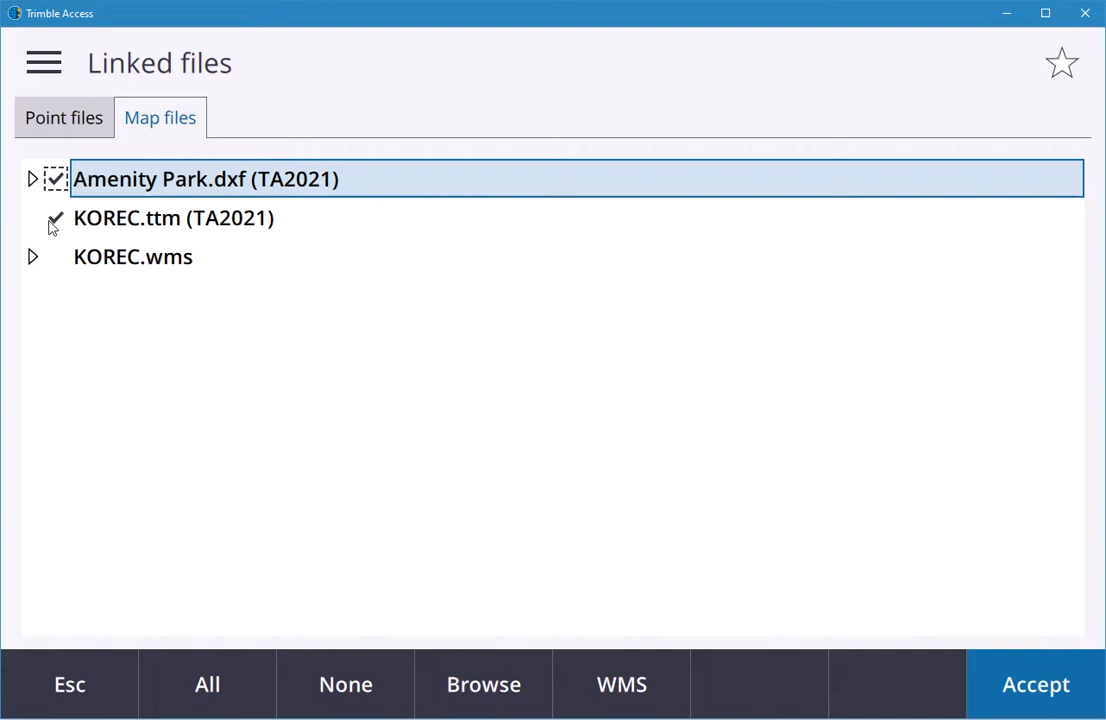 Trimble Access
Linked files
Point files
Map files
Amenity Park.dxf (TA2021)
KOREC.ttm (TA2021)
KOREC.wms
Esc
All
None
Browse
WMS
Accept